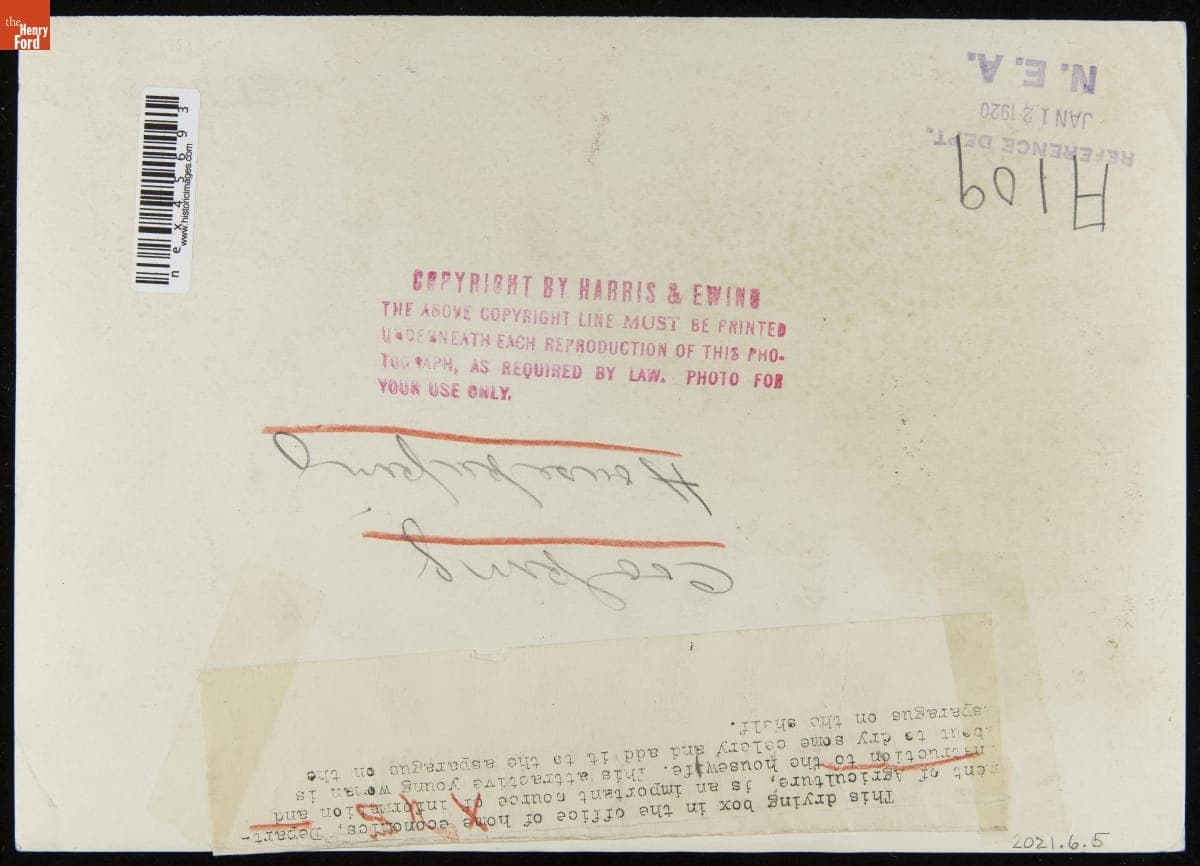 the
Henry
Ford
nex45693
www.historicimages.com
REFERENCE DEPT.
JAN 12 1920
N. E. A.
A109
COPYRIGHT BY HARRIS & EWING
THE ABOVE COPYRIGHT LINE MUST BE PRINTED
UNDERNEATH EACH REPRODUCTION OF THIS PHO-
TOGRAPH, AS REQUIRED BY LAW. PHOTO FOR
YOUR USE ONLY.
Cooking
Housekeeping
This drying box in the office of home economics, Depart-
ment of Agriculture, is an important source of information and
instruction to the housewife. This attractive young woman is
about to dry some celery and add it to the asparagus on the
asparagus on the shelf.
2021.6.5